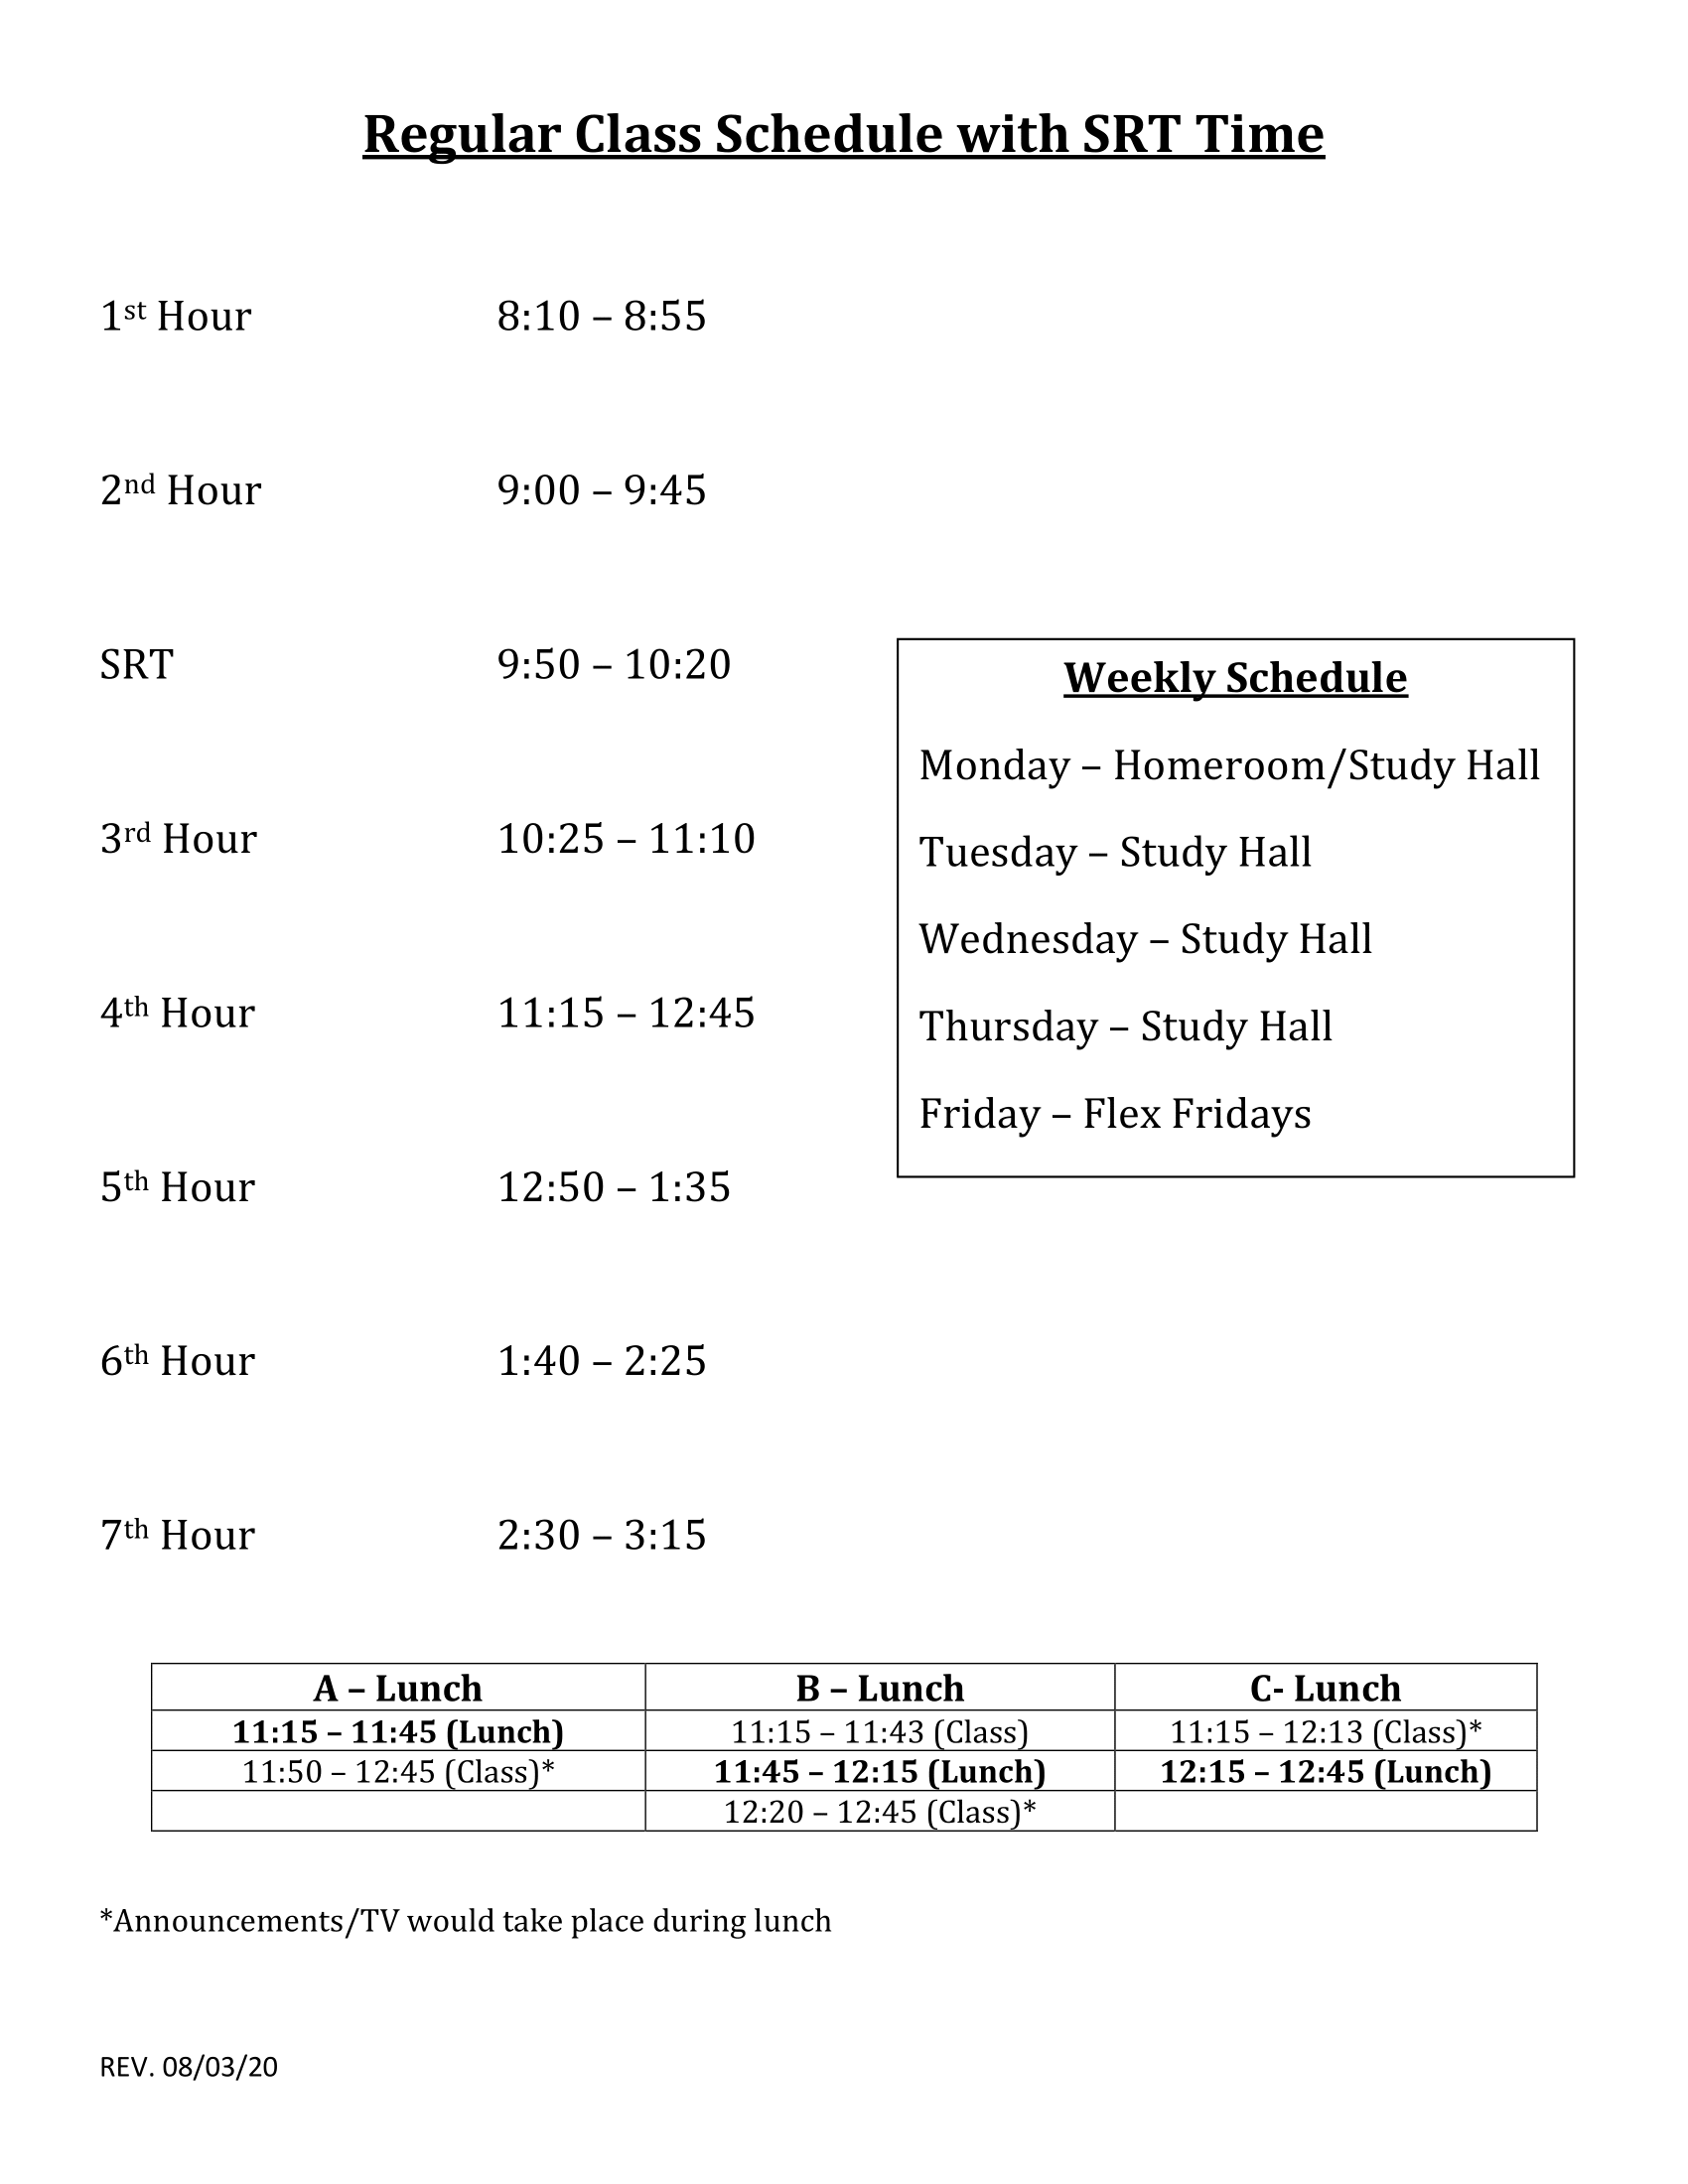 Regular Class Schedule with SRT Time
1st Hour 8:10 – 8:55
2nd Hour 9:00 – 9:45
SRT 9:50 – 10:20
3rd Hour 10:25 – 11:10
4th Hour 11:15 – 12:45
5th Hour 12:50 – 1:35
6th Hour 1:40 – 2:25
7th Hour 2:30 – 3:15
Weekly Schedule
Monday – Homeroom/Study Hall
Tuesday – Study Hall
Wednesday – Study Hall
Thursday – Study Hall
Friday – Flex Fridays
A – Lunch B – Lunch C- Lunch
11:15 – 11:45 (Lunch) 11:15 – 11:43 (Class) 11:15 – 12:13 (Class)*
11:50 – 12:45 (Class)* 11:45 – 12:15 (Lunch) 12:15 – 12:45 (Lunch)
12:20 – 12:45 (Class)*
*Announcements/TV would take place during lunch
REV. 08/03/20